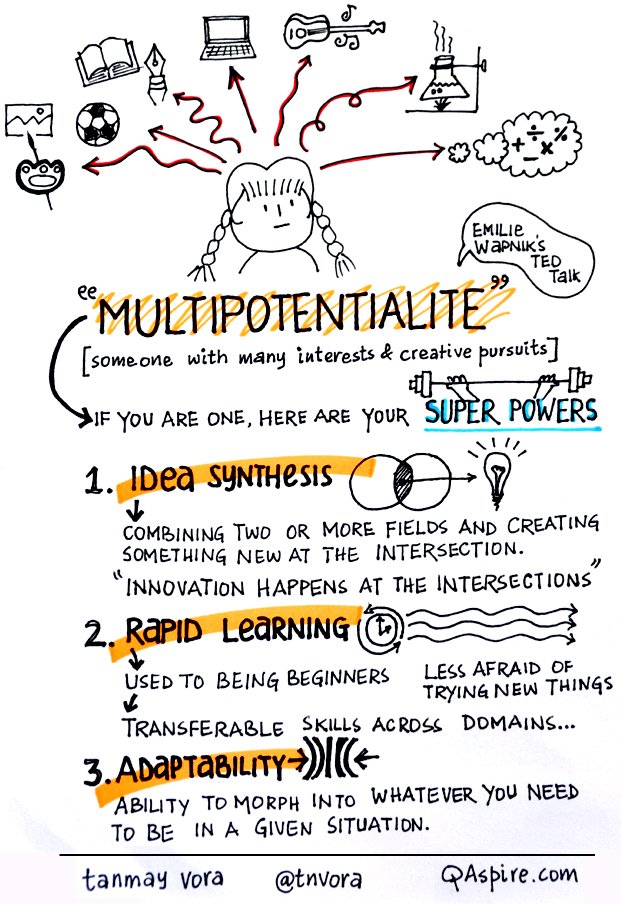 EMILIE
WAPNIK'S
TED
TALK
"MULTIPOTENTIALITE"
[someone with many interests & creative pursuits]
IF YOU ARE ONE, HERE ARE YOUR SUPER POWERS
1. IDEA SYNTHESIS
COMBINING TWO OR MORE FIELDS AND CREATING
SOMETHING NEW AT THE INTERSECTION.
"INNOVATION HAPPENS AT THE INTERSECTIONS"
2. RAPID LEARNING
USED TO BEING BEGINNERS
LESS AFRAID OF
TRYING NEW THINGS
TRANSFERABLE SKILLS ACROSS DOMAINS...
3. ADAPTABILITY
ABILITY TO MORPH INTO WHATEVER YOU NEED
TO BE IN A GIVEN SITUATION.
tanmay vora @tnvora QAspire.com